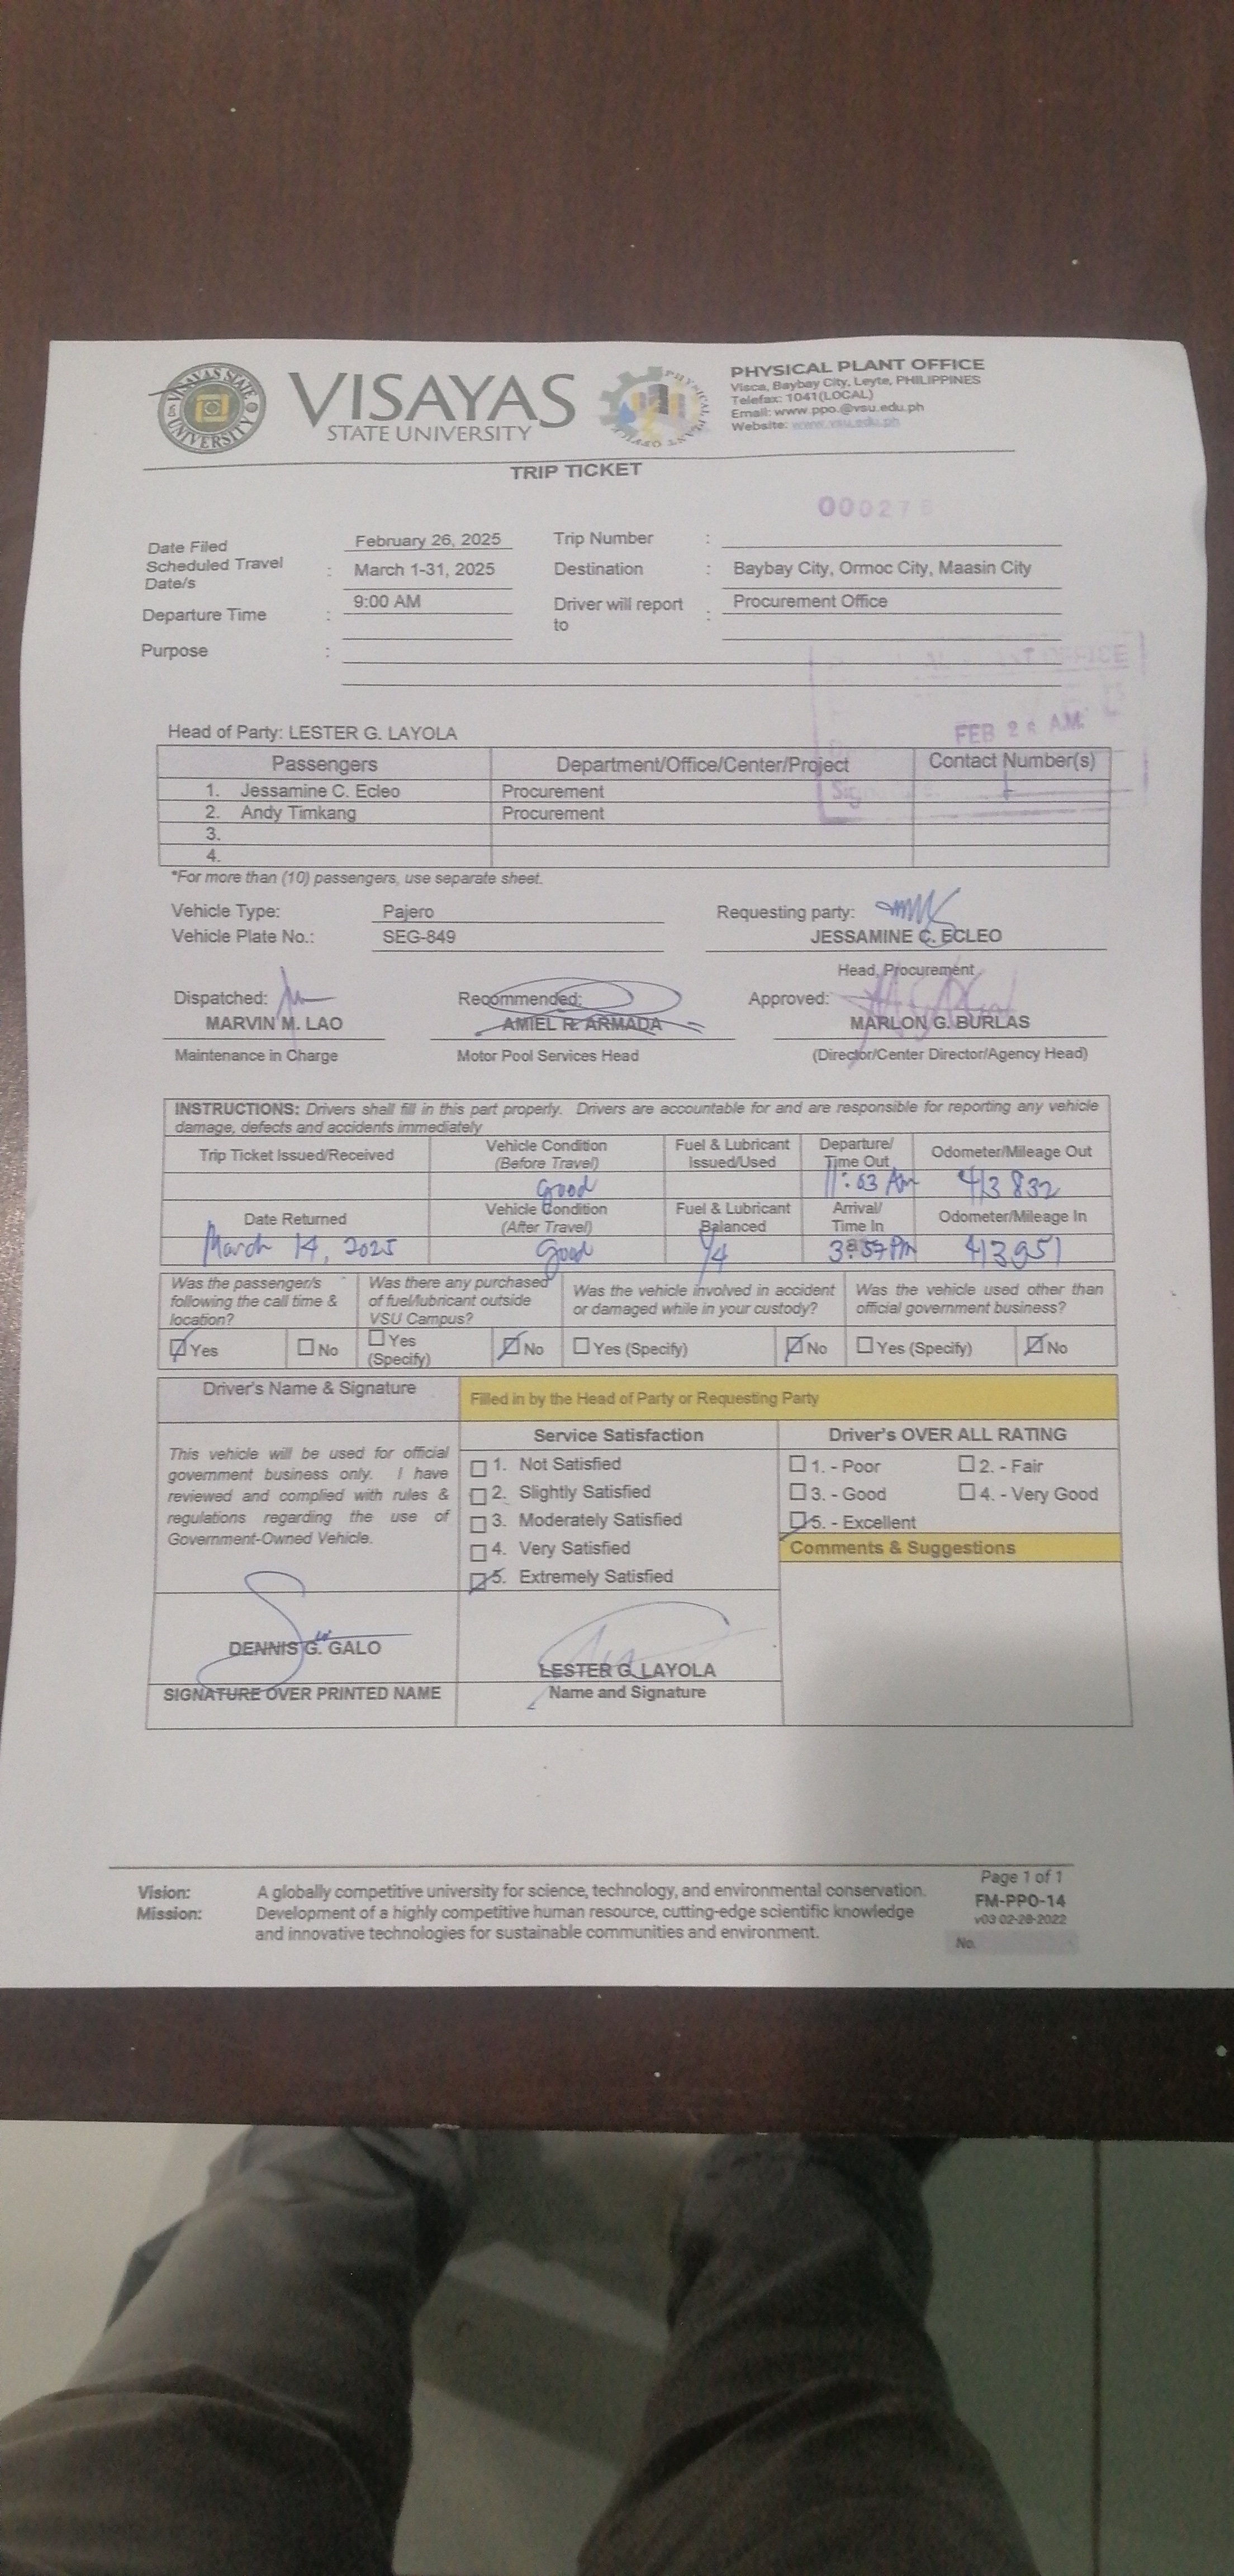 VISAYAS STATE UNIVERSITY
VISAYAS
STATE UNIVERSITY
PHYSICAL PLANT OFFICE
PHYSICAL PLANT OFFICE
Visca, Baybay City, Leyte, PHILIPPINES
Telefax: 1041(LOCAL)
Email: www.ppo.@vsu.edu.ph
Website: www.vsu.edu.ph
TRIP TICKET
Date Filed February 26, 2025 Trip Number :
Scheduled Travel Date/s : March 1-31, 2025 Destination : Baybay City, Ormoc City, Maasin City
Departure Time : 9:00 AM Driver will report to : Procurement Office
Purpose :
FEB 26 A.M.
Head of Party: LESTER G. LAYOLA
Passengers Department/Office/Center/Project Contact Number(s)
1. Jessamine C. Ecleo Procurement
2. Andy Timkang Procurement
3.
4.
*For more than (10) passengers, use separate sheet.
Vehicle Type: Pajero Requesting party:
Vehicle Plate No.: SEG-849 JESSAMINE C. ECLEO
Head, Procurement
Dispatched: Recommended: Approved:
MARVIN M. LAO AMIEL R. ARMADA MARLON G. BURLAS
Maintenance in Charge Motor Pool Services Head (Director/Center Director/Agency Head)
INSTRUCTIONS: Drivers shall fill in this part properly. Drivers are accountable for and are responsible for reporting any vehicle
damage, defects and accidents immediately
Trip Ticket Issued/Received Vehicle Condition (Before Travel) Fuel & Lubricant Issued/Used Departure/ Time Out Odometer/Mileage Out
Good 11:03 AM 413832
Date Returned Vehicle Condition (After Travel) Fuel & Lubricant Balanced Arrival/ Time In Odometer/Mileage In
March 14, 2025 Good 1/4 3:57 PM 413951
Was the passenger/s following the call time & location? Was there any purchased of fuel/lubricant outside VSU Campus? Was the vehicle involved in accident or damaged while in your custody? Was the vehicle used other than official government business?
Yes No Yes (Specify) No Yes (Specify) No Yes (Specify) No
Driver's Name & Signature Filled in by the Head of Party or Requesting Party
This vehicle will be used for official
government business only. I have
reviewed and complied with rules &
regulations regarding the use of
Government-Owned Vehicle.
Service Satisfaction
1. Not Satisfied
2. Slightly Satisfied
3. Moderately Satisfied
4. Very Satisfied
5. Extremely Satisfied
Driver's OVER ALL RATING
1. - Poor 2. - Fair
3. - Good 4. - Very Good
5. - Excellent
Comments & Suggestions
DENNIS G. GALO LESTER G. LAYOLA
SIGNATURE OVER PRINTED NAME Name and Signature
Vision: A globally competitive university for science, technology, and environmental conservation.
Mission: Development of a highly competitive human resource, cutting-edge scientific knowledge
and innovative technologies for sustainable communities and environment.
Page 1 of 1
FM-PPO-14
v03 02-28-2022
No.